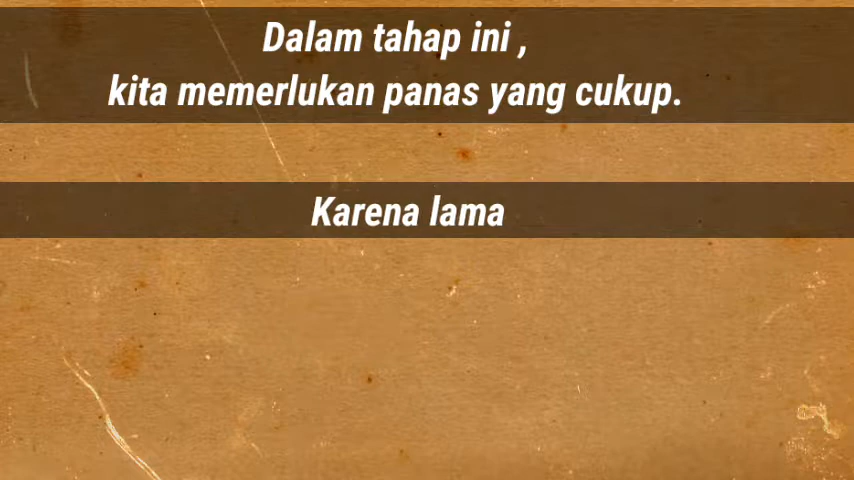 Dalam tahap ini ,
kita memerlukan panas yang cukup.
Karena lama